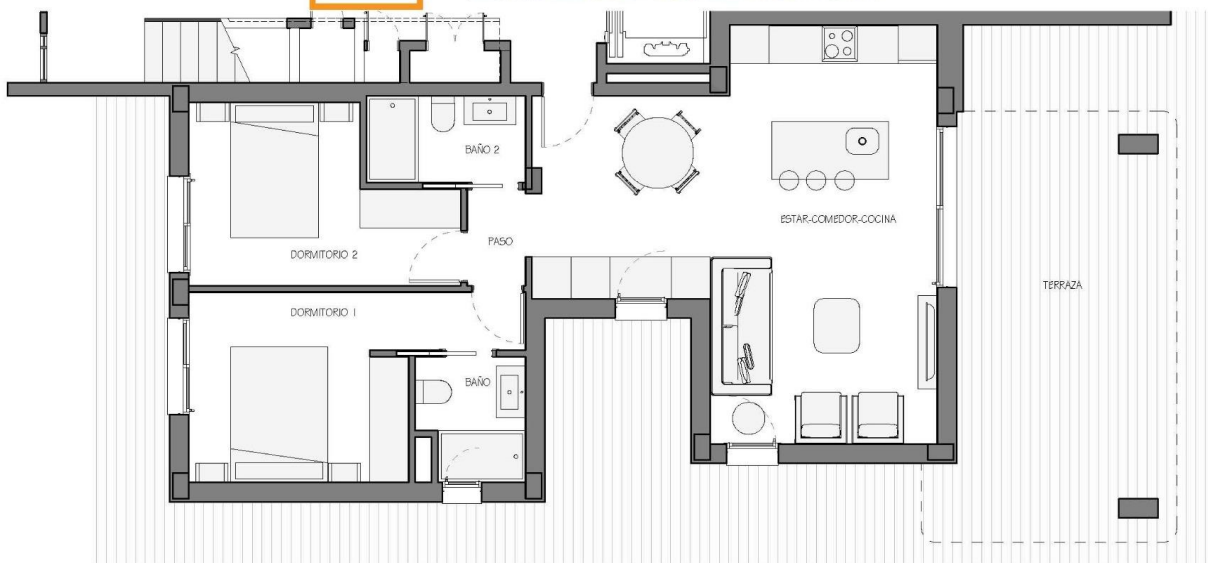 BAÑO 2
ESTAR-COMEDOR-COCINA
PASO
DORMITORIO 2
TERRAZA
DORMITORIO 1
BAÑO